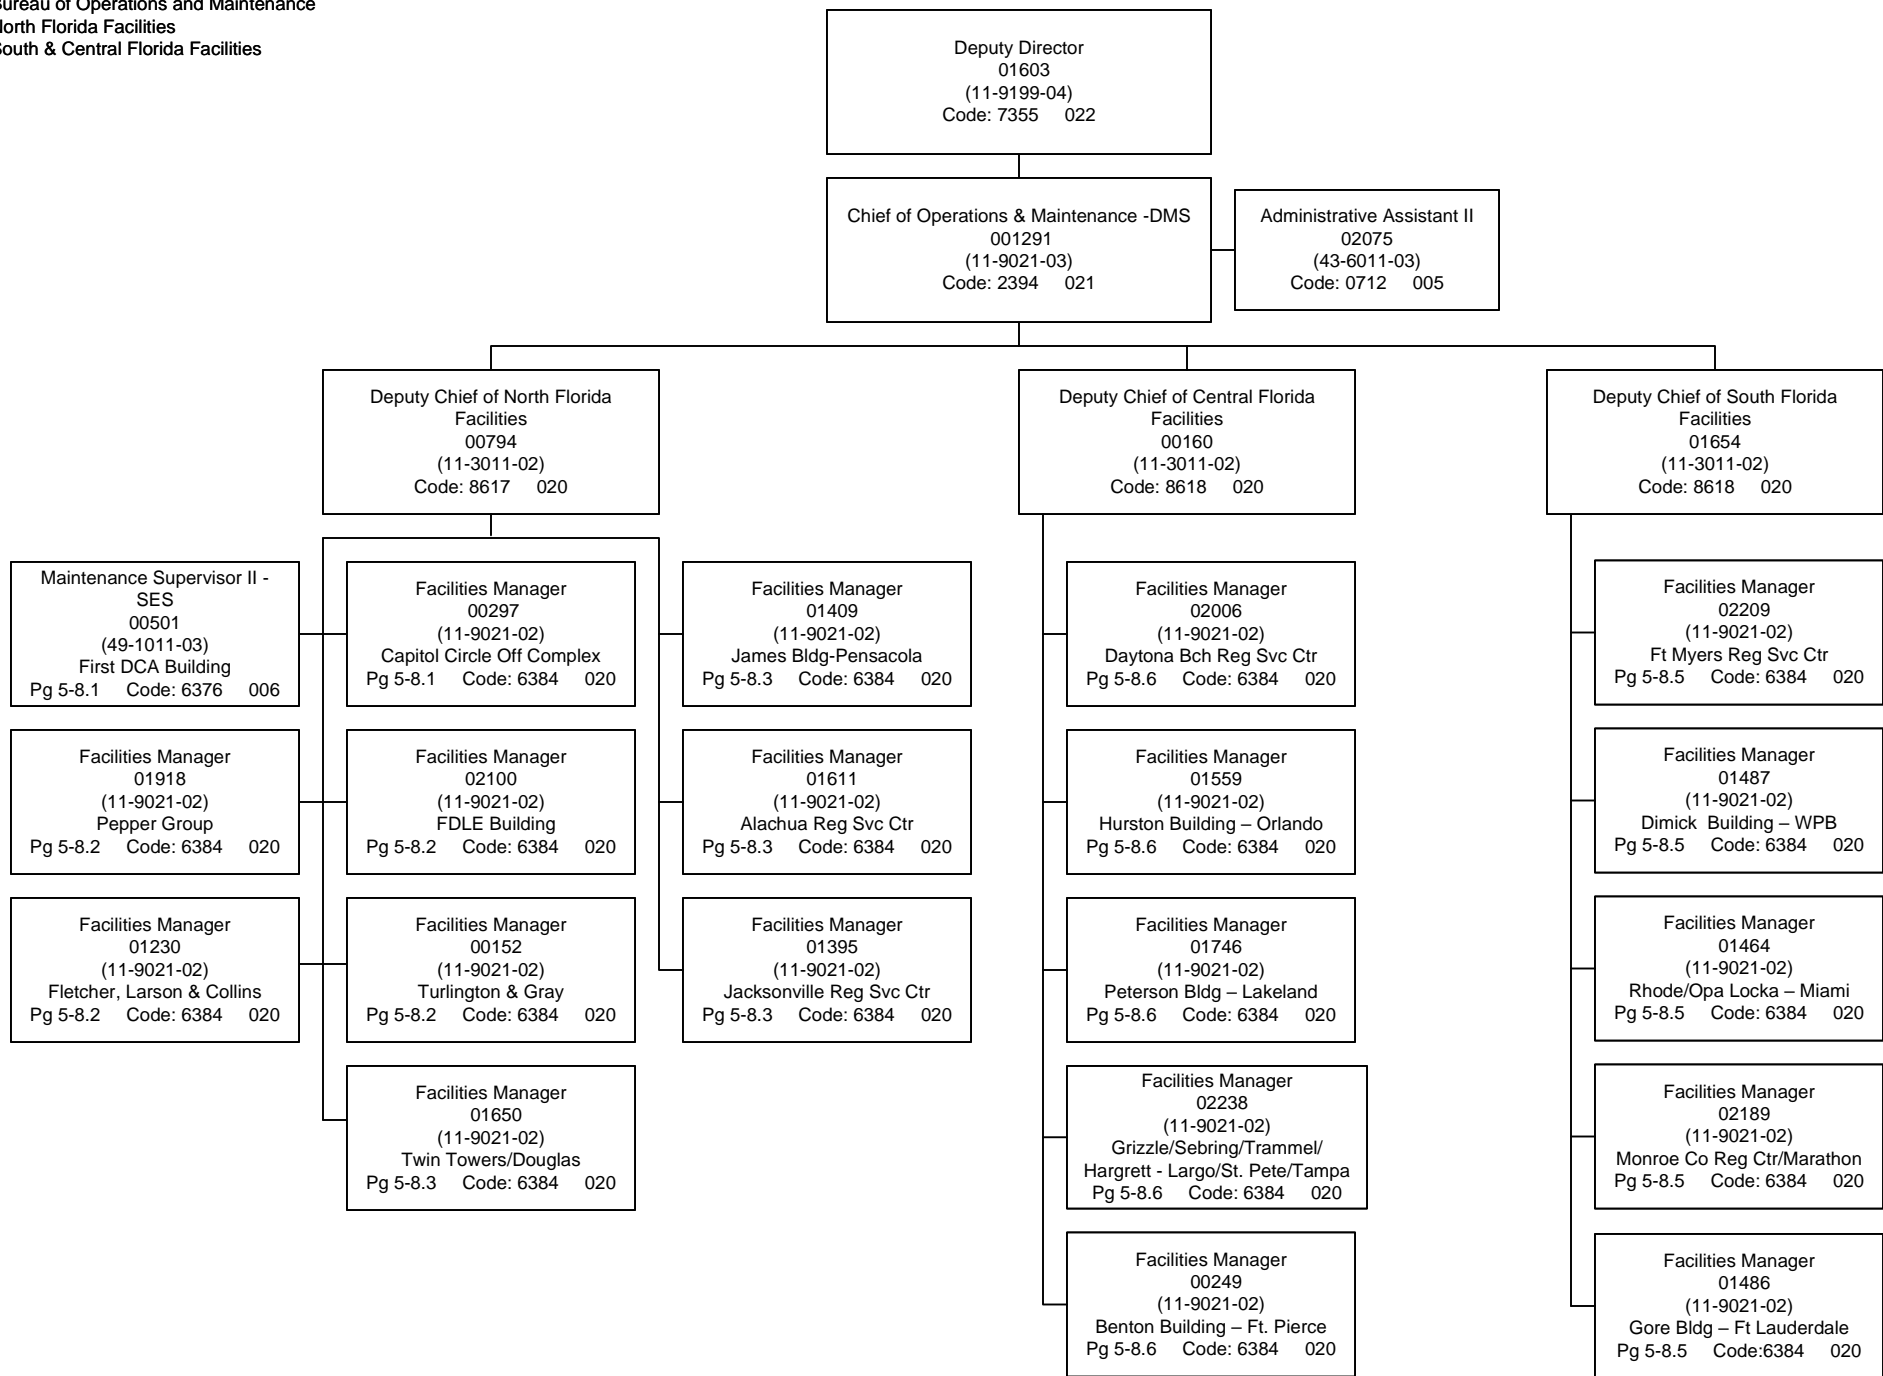 Bureau of Operations and Maintenance
North Florida Facilities
South & Central Florida Facilities
Deputy Director
01603
(11-9199-04)
Code: 7355 022
Chief of Operations & Maintenance -DMS
001291
(11-9021-03)
Code: 2394 021
Administrative Assistant II
02075
(43-6011-03)
Code: 0712 005
Deputy Chief of North Florida
Facilities
00794
(11-3011-02)
Code: 8617 020
Deputy Chief of Central Florida
Facilities
00160
(11-3011-02)
Code: 8618 020
Deputy Chief of South Florida
Facilities
01654
(11-3011-02)
Code: 8618 020
Maintenance Supervisor II -
SES
00501
(49-1011-03)
First DCA Building
Pg 5-8.1 Code: 6376 006
Facilities Manager
01918
(11-9021-02)
Pepper Group
Pg 5-8.2 Code: 6384 020
Facilities Manager
01230
(11-9021-02)
Fletcher, Larson & Collins
Pg 5-8.2 Code: 6384 020
Facilities Manager
00297
(11-9021-02)
Capitol Circle Off Complex
Pg 5-8.1 Code: 6384 020
Facilities Manager
02100
(11-9021-02)
FDLE Building
Pg 5-8.2 Code: 6384 020
Facilities Manager
00152
(11-9021-02)
Turlington & Gray
Pg 5-8.2 Code: 6384 020
Facilities Manager
01650
(11-9021-02)
Twin Towers/Douglas
Pg 5-8.3 Code: 6384 020
Facilities Manager
01409
(11-9021-02)
James Bldg-Pensacola
Pg 5-8.3 Code: 6384 020
Facilities Manager
01611
(11-9021-02)
Alachua Reg Svc Ctr
Pg 5-8.3 Code: 6384 020
Facilities Manager
01395
(11-9021-02)
Jacksonville Reg Svc Ctr
Pg 5-8.3 Code: 6384 020
Facilities Manager
02006
(11-9021-02)
Daytona Bch Reg Svc Ctr
Pg 5-8.6 Code: 6384 020
Facilities Manager
01559
(11-9021-02)
Hurston Building – Orlando
Pg 5-8.6 Code: 6384 020
Facilities Manager
01746
(11-9021-02)
Peterson Bldg – Lakeland
Pg 5-8.6 Code: 6384 020
Facilities Manager
02238
(11-9021-02)
Grizzle/Sebring/Trammel/
Hargrett - Largo/St. Pete/Tampa
Pg 5-8.6 Code: 6384 020
Facilities Manager
00249
(11-9021-02)
Benton Building – Ft. Pierce
Pg 5-8.6 Code: 6384 020
Facilities Manager
02209
(11-9021-02)
Ft Myers Reg Svc Ctr
Pg 5-8.5 Code: 6384 020
Facilities Manager
01487
(11-9021-02)
Dimick Building – WPB
Pg 5-8.5 Code: 6384 020
Facilities Manager
01464
(11-9021-02)
Rhode/Opa Locka – Miami
Pg 5-8.5 Code: 6384 020
Facilities Manager
02189
(11-9021-02)
Monroe Co Reg Ctr/Marathon
Pg 5-8.5 Code: 6384 020
Facilities Manager
01486
(11-9021-02)
Gore Bldg – Ft Lauderdale
Pg 5-8.5 Code:6384 020